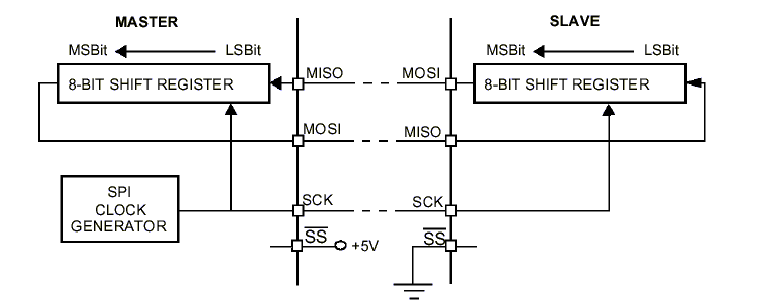 MASTER
SLAVE
MSBit LSBit
MSBit LSBit
8-BIT SHIFT REGISTER
MISO
MOSI
8-BIT SHIFT REGISTER
MOSI
MISO
SPI
CLOCK
GENERATOR
SCK
SCK
SS
+5V
SS